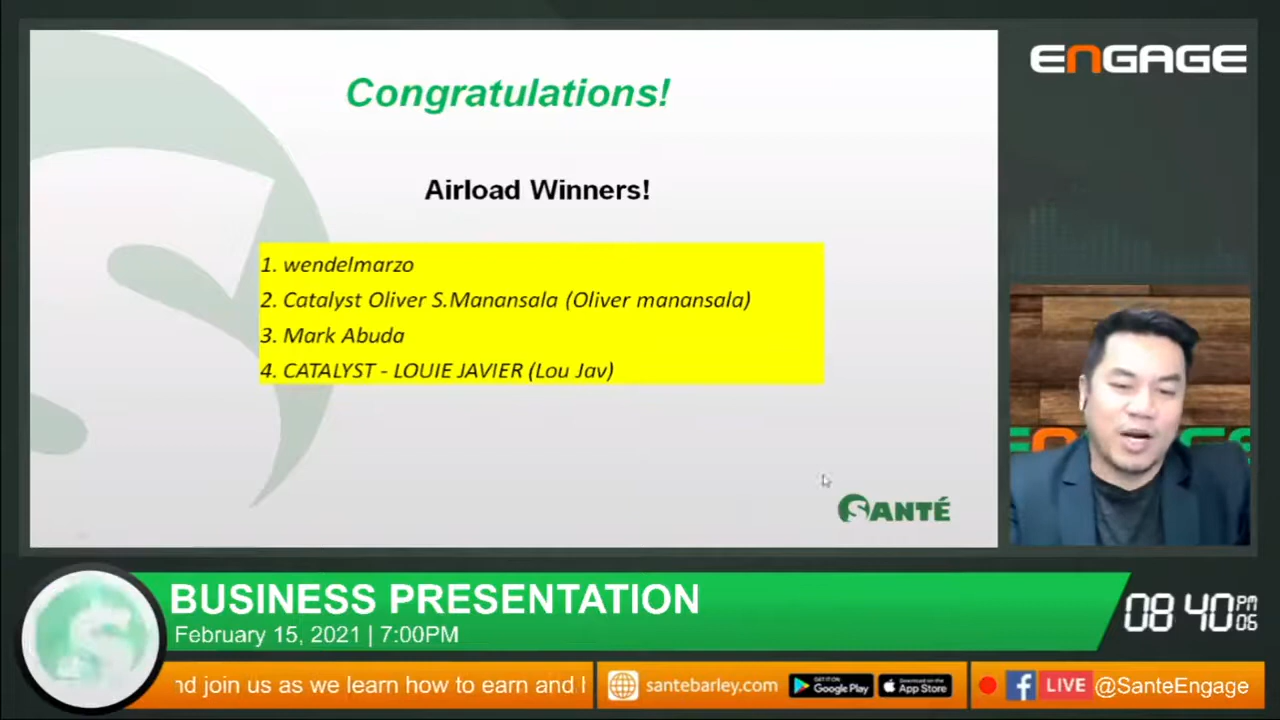 ENGAGE
Congratulations!
Airload Winners!
1. wendelmarzo
2. Catalyst Oliver S.Manansala (Oliver manansala)
3. Mark Abuda
4. CATALYST - LOUIE JAVIER (Lou Jav)
SANTÉ
BUSINESS PRESENTATION
February 15, 2021 | 7:00PM
08 40 PM 06
join us as we learn how to earn and
santebarley.com
GET IT ON Google Play
Download on the App Store
LIVE @SanteEngage